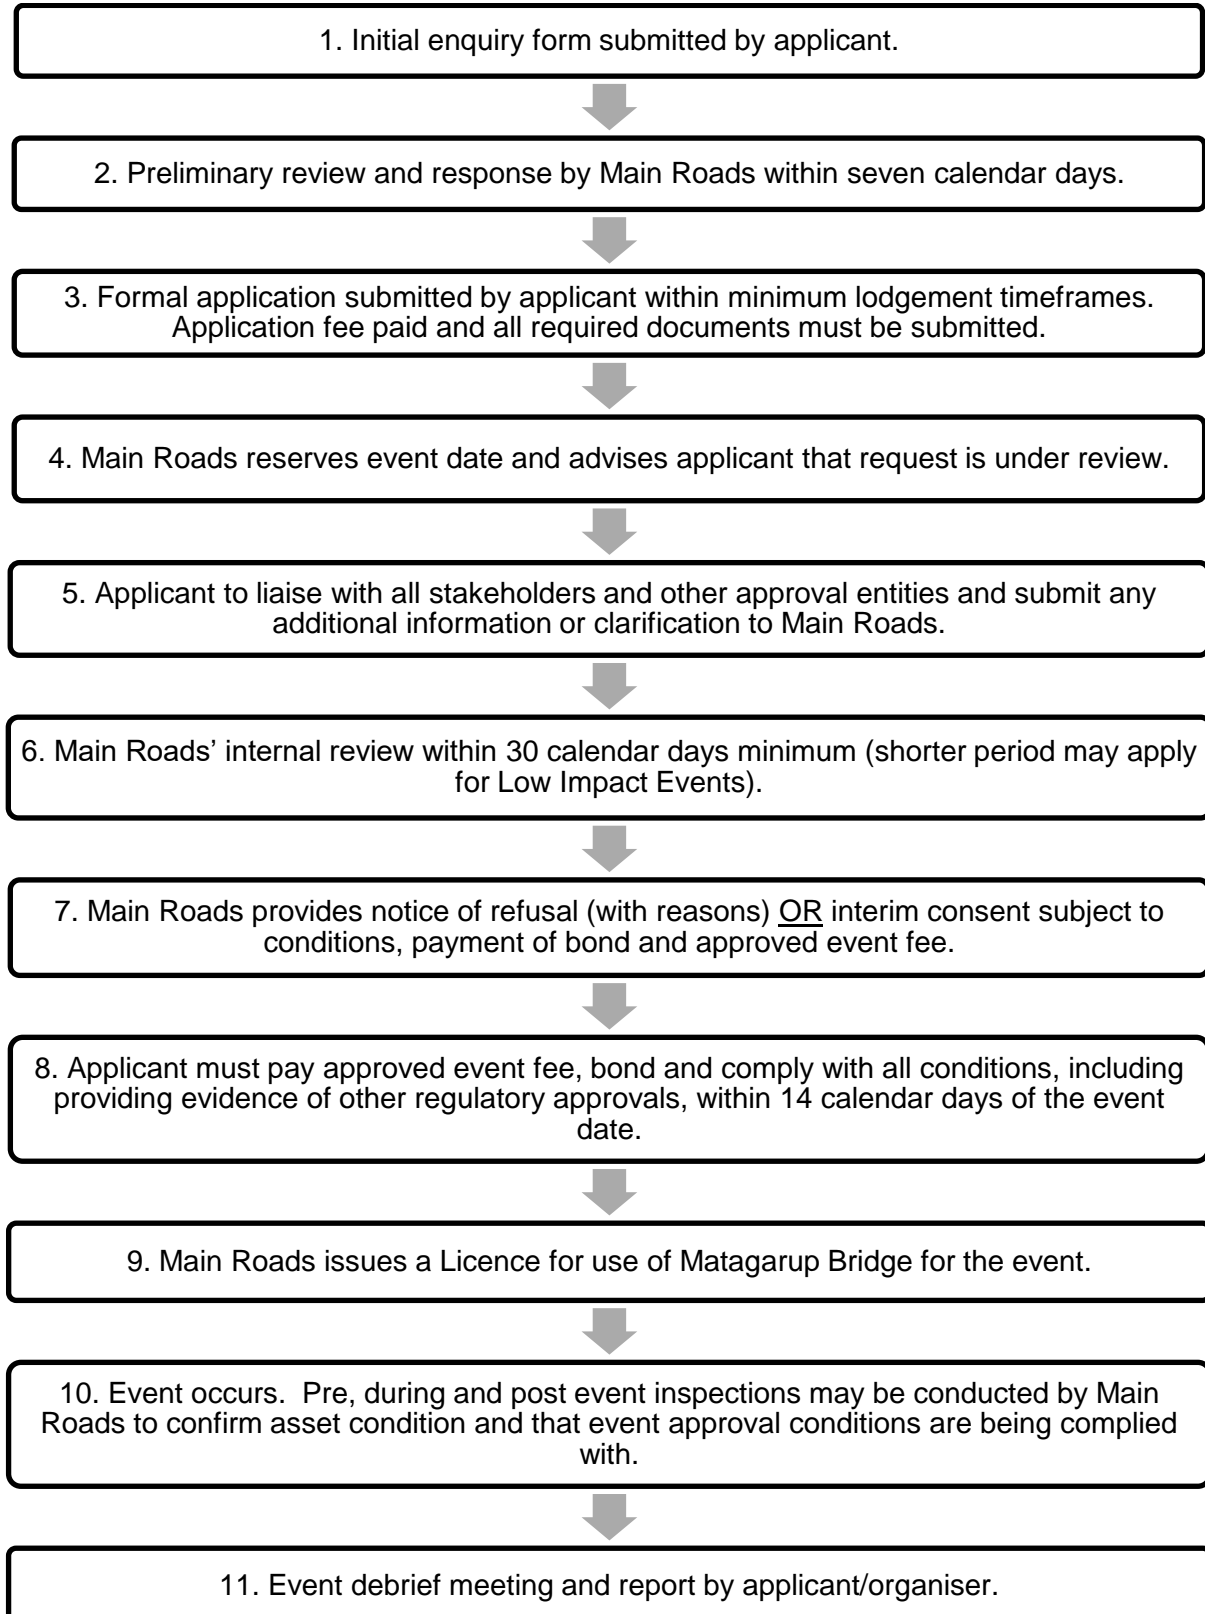 1. Initial enquiry form submitted by applicant.
2. Preliminary review and response by Main Roads within seven calendar days.
3. Formal application submitted by applicant within minimum lodgement timeframes.
Application fee paid and all required documents must be submitted.
4. Main Roads reserves event date and advises applicant that request is under review.
5. Applicant to liaise with all stakeholders and other approval entities and submit any
additional information or clarification to Main Roads.
6. Main Roads’ internal review within 30 calendar days minimum (shorter period may apply
for Low Impact Events).
7. Main Roads provides notice of refusal (with reasons) OR interim consent subject to
conditions, payment of bond and approved event fee.
8. Applicant must pay approved event fee, bond and comply with all conditions, including
providing evidence of other regulatory approvals, within 14 calendar days of the event
date.
9. Main Roads issues a Licence for use of Matagarup Bridge for the event.
10. Event occurs.  Pre, during and post event inspections may be conducted by Main
Roads to confirm asset condition and that event approval conditions are being complied
with.
11. Event debrief meeting and report by applicant/organiser.